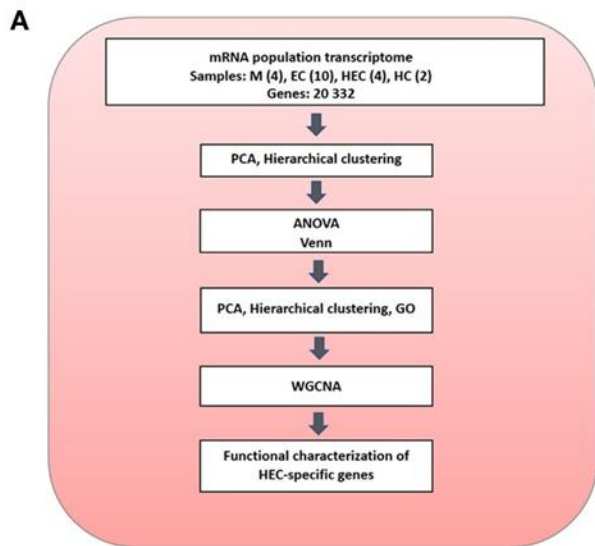 A
mRNA population transcriptome
Samples: M (4), EC (10), HEC (4), HC (2)
Genes: 20 332
PCA, Hierarchical clustering
ANOVA
Venn
PCA, Hierarchical clustering, GO
WGCNA
Functional characterization of
HEC-specific genes